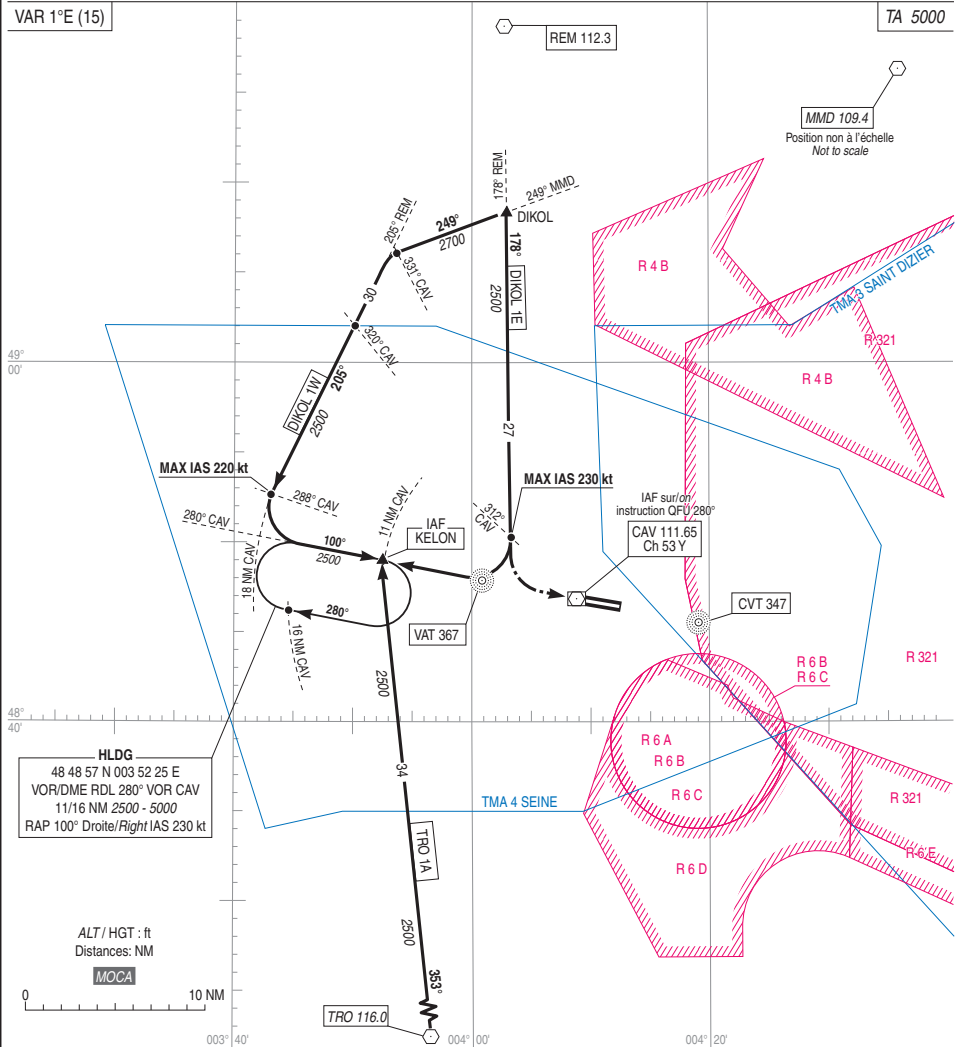 VAR 1°E (15)
TA 5000
REM 112.3
MMD 109.4
Position non à l'échelle
Not to scale
178° REM
249° MMD
DIKOL
205° REM
249°
2700
331° CAV
178°
DIKOL 1E
2500
30
320° CAV
R 4 B
TMA 3 SAINT DIZIER
R 321
R 4 B
49°
00'
DIKOL 1W
205°
2500
27
MAX IAS 220 kt
288° CAV
280° CAV
11 NM CAV
MAX IAS 230 kt
312°
CAV
IAF sur/on
instruction QFU 280°
CAV 111.65
Ch 53 Y
IAF
KELON
100°
2500
18 NM CAV
280°
16 NM CAV
VAT 367
CVT 347
R 6 B
R 6 C
R 321
2500
48°
40'
HLDG
48 48 57 N 003 52 25 E
VOR/DME RDL 280° VOR CAV
11/16 NM 2500 - 5000
RAP 100° Droite/Right IAS 230 kt
34
R 6 A
R 6 B
R 6 C
TMA 4 SEINE
R 321
TRO 1A
R 6 E
R 6 D
2500
ALT / HGT : ft
Distances: NM
MOCA
353°
0 10 NM
TRO 116.0
003° 40'
004° 00'
004° 20'